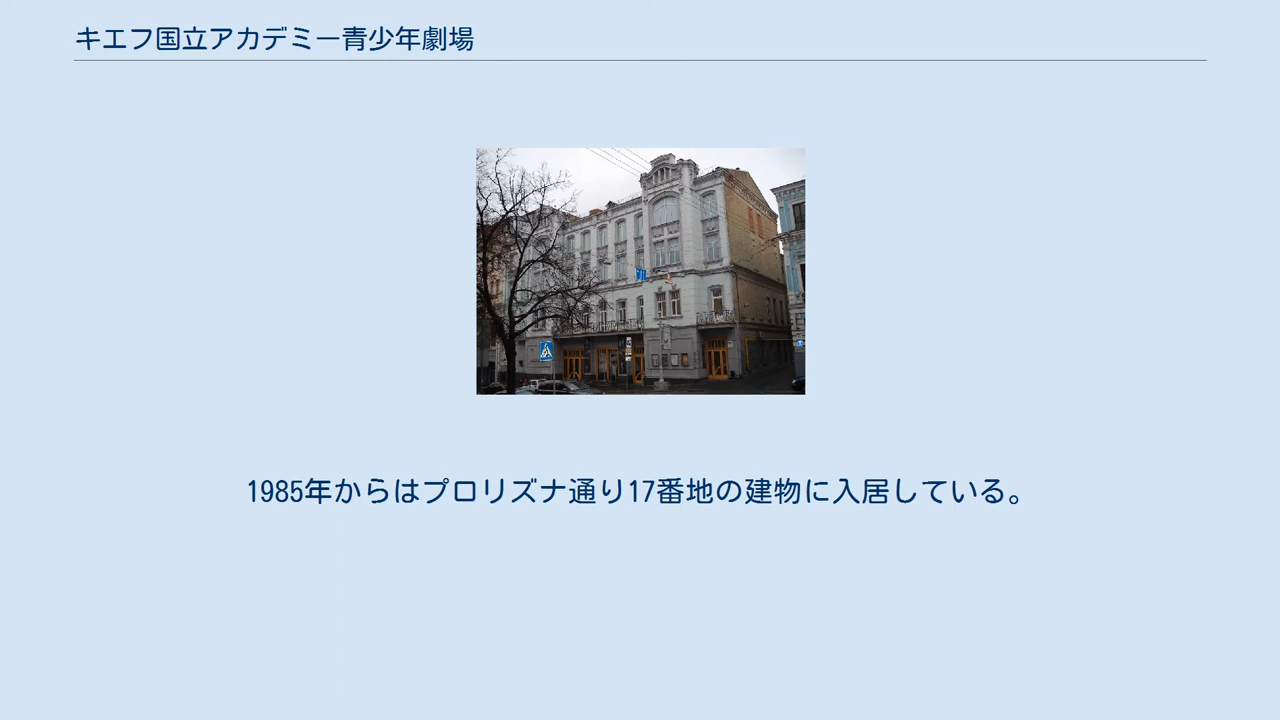 キエフ国立アカデミー青少年劇場
1985年からはプロリズナ通り17番地の建物に入居している。